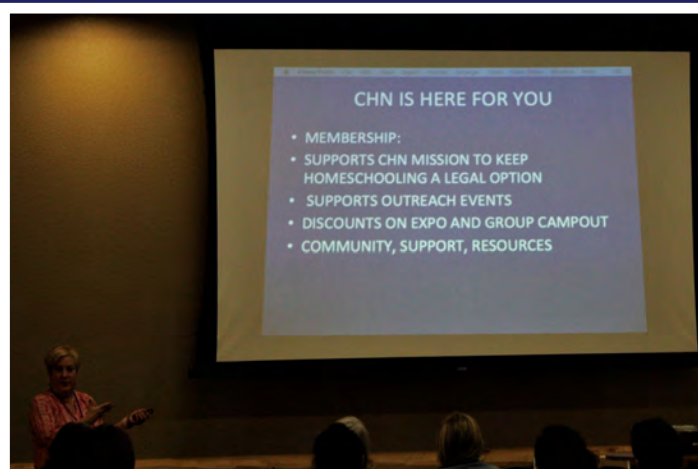 CHN IS HERE FOR YOU
• MEMBERSHIP:
• SUPPORTS CHN MISSION TO KEEP
HOMESCHOOLING A LEGAL OPTION
• SUPPORTS OUTREACH EVENTS
• DISCOUNTS ON EXPO AND GROUP CAMPOUT
• COMMUNITY, SUPPORT, RESOURCES